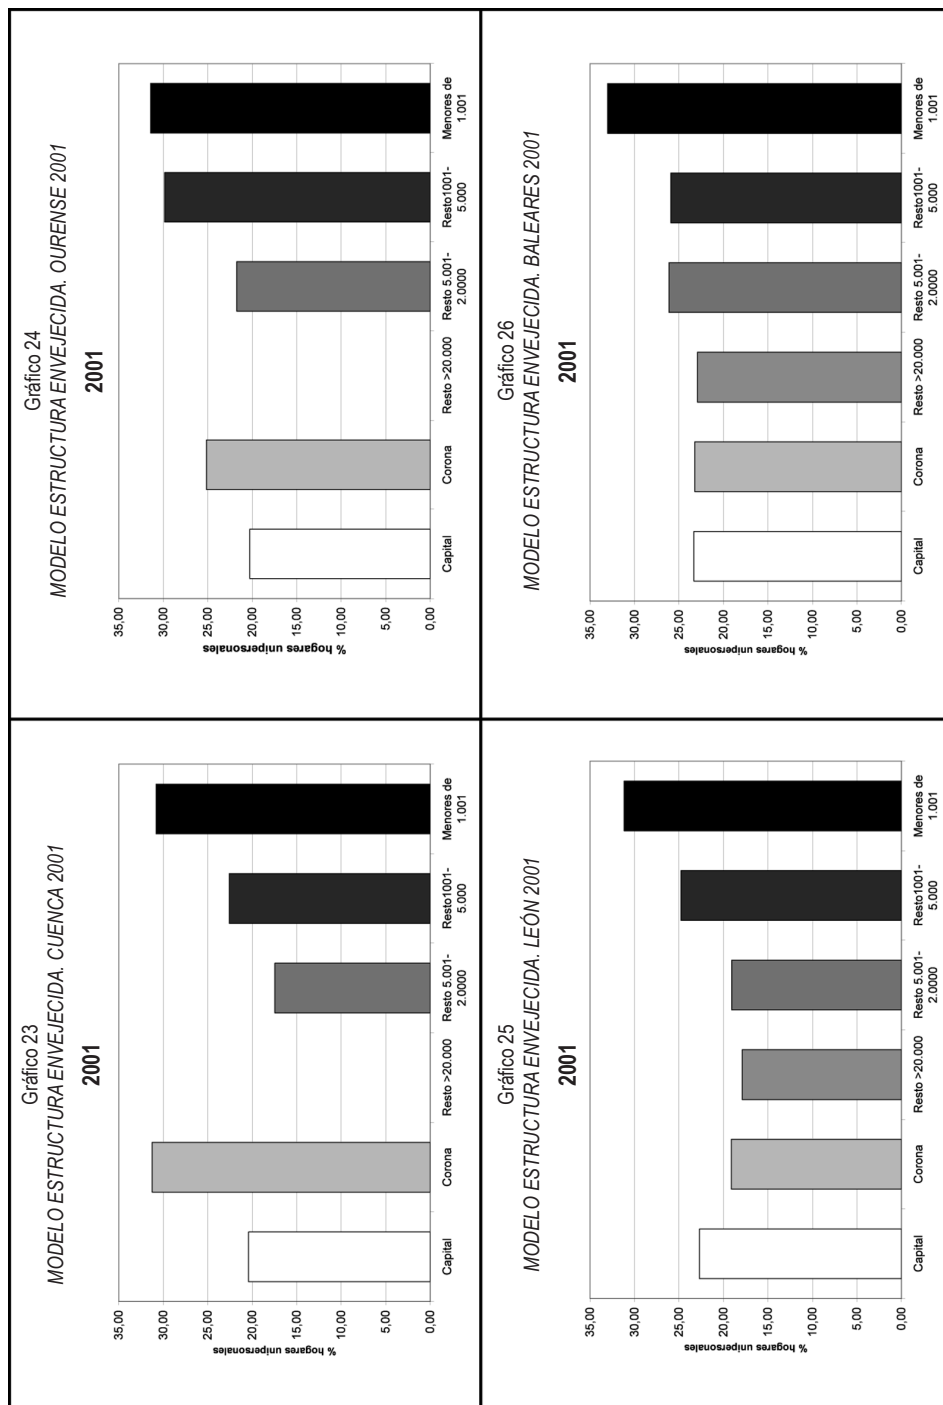 Gráfico 23
MODELO ESTRUCTURA ENVEJECIDA. CUENCA 2001
2001
% hogares unipersonales
35,00
30,00
25,00
20,00
15,00
10,00
5,00
0,00
Capital
Corona
Resto >20.000
Resto 5.001-
2.0000
Resto1001-
5.000
Menores de
1.001
Gráfico 24
MODELO ESTRUCTURA ENVEJECIDA. OURENSE 2001
2001
% hogares unipersonales
35,00
30,00
25,00
20,00
15,00
10,00
5,00
0,00
Capital
Corona
Resto >20.000
Resto 5.001-
2.0000
Resto1001-
5.000
Menores de
1.001
Gráfico 25
MODELO ESTRUCTURA ENVEJECIDA. LEÓN 2001
2001
% hogares unipersonales
35,00
30,00
25,00
20,00
15,00
10,00
5,00
0,00
Capital
Corona
Resto >20.000
Resto 5.001-
2.0000
Resto1001-
5.000
Menores de
1.001
Gráfico 26
MODELO ESTRUCTURA ENVEJECIDA. BALEARES 2001
2001
% hogares unipersonales
35,00
30,00
25,00
20,00
15,00
10,00
5,00
0,00
Capital
Corona
Resto >20.000
Resto 5.001-
2.0000
Resto1001-
5.000
Menores de
1.001